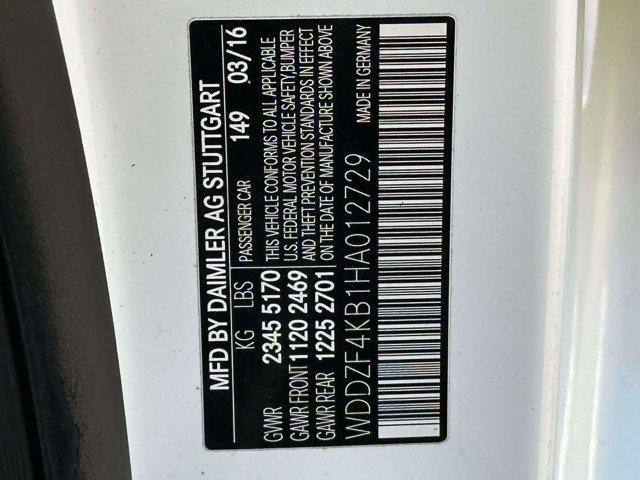 MFD BY DAIMLER AG STUTTGART
KG LBS PASSENGER CAR 149 03/16
GVWR 2345 5170 THIS VEHICLE CONFORMS TO ALL APPLICABLE
GAWR FRONT 1120 2469 U.S. FEDERAL MOTOR VEHICLE SAFETY, BUMPER
AND THEFT PREVENTION STANDARDS IN EFFECT
GAWR REAR 1225 2701 ON THE DATE OF MANUFACTURE SHOWN ABOVE
WDDZF4KB1HA012729 MADE IN GERMANY